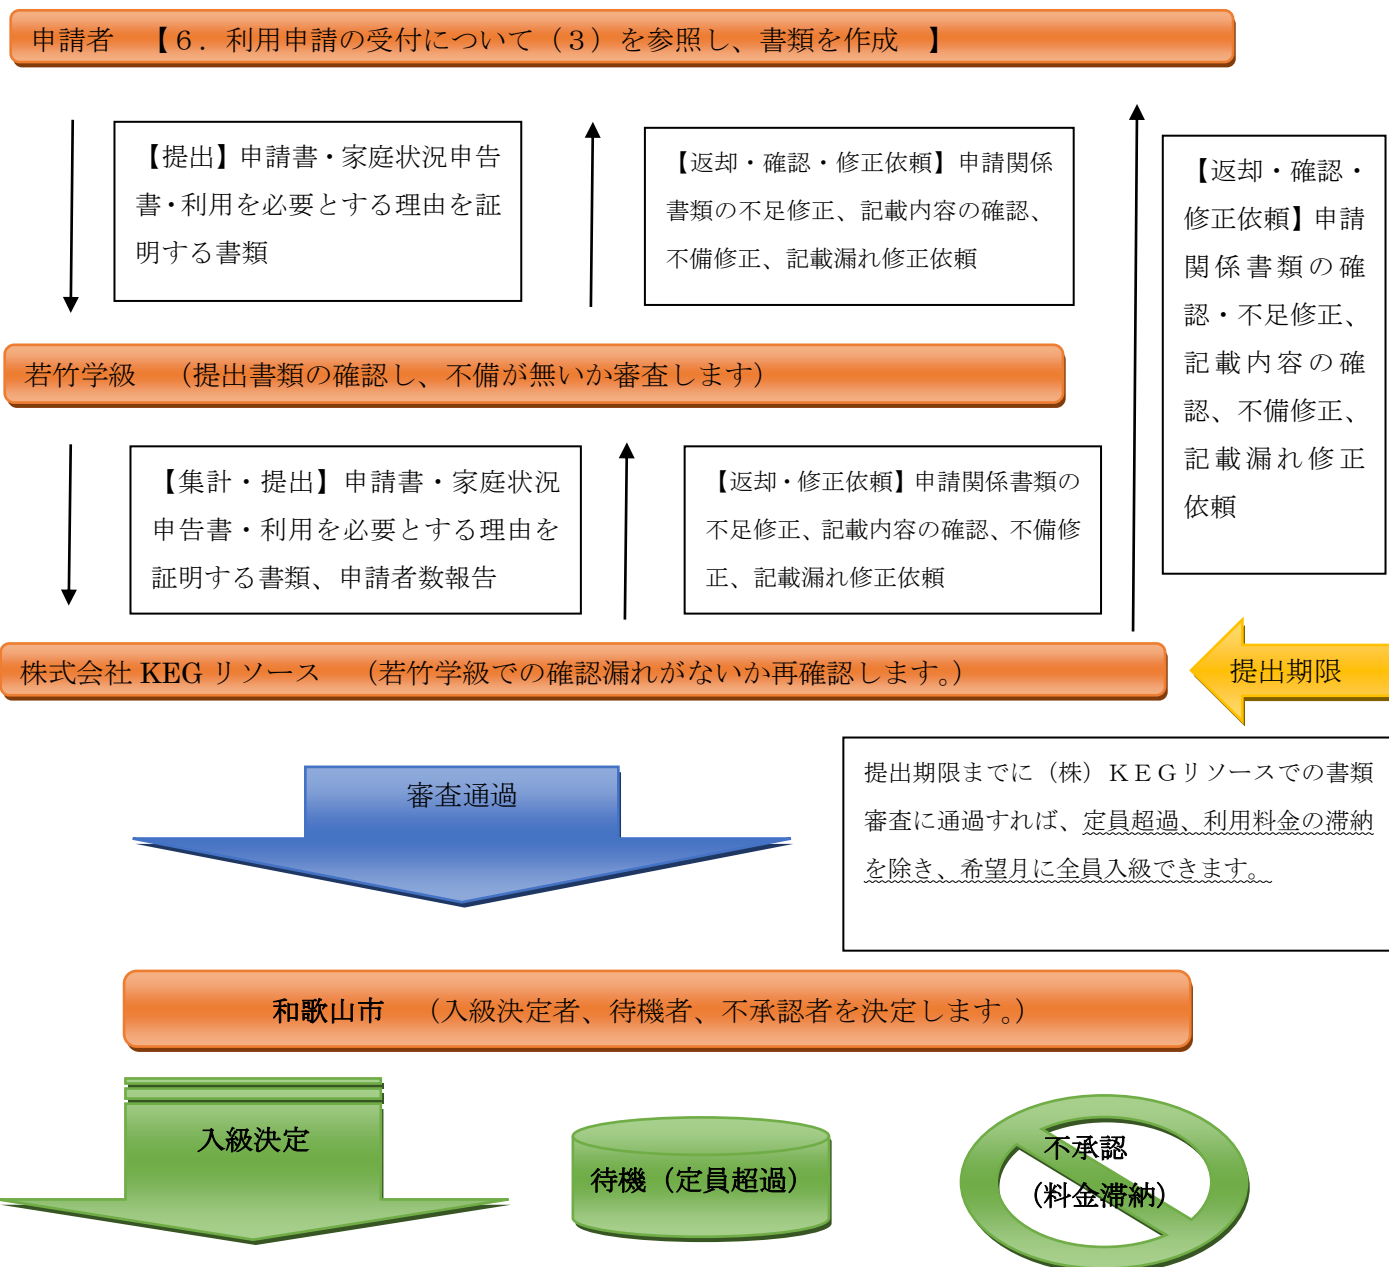 申請者　【６．利用申請の受付について（３）を参照し、書類を作成　】
【提出】申請書・家庭状況申告
書・利用を必要とする理由を証
明する書類
【返却・確認・修正依頼】申請関係
書類の不足修正、記載内容の確認、
不備修正、記載漏れ修正依頼
【返却・確認・
修正依頼】申請
関係書類の確
認・不足修正、
記載内容の確
認、不備修正、
記載漏れ修正
依頼
若竹学級　（提出書類の確認し、不備が無いか審査します）
【集計・提出】申請書・家庭状況
申告書・利用を必要とする理由を
証明する書類、申請者数報告
【返却・修正依頼】申請関係書類の
不足修正、記載内容の確認、不備修
正、記載漏れ修正依頼
株式会社 KEG リソース　（若竹学級での確認漏れがないか再確認します。）
提出期限
審査通過
提出期限までに（株）ＫＥＧリソースでの書類
審査に通過すれば、定員超過、利用料金の滞納
を除き、希望月に全員入級できます。
和歌山市　（入級決定者、待機者、不承認者を決定します。）
入級決定
待機（定員超過）
不承認
（料金滞納）